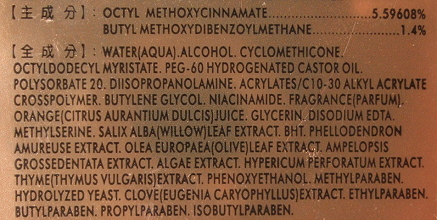 【主成分】: OCTYL METHOXYCINNAMATE..................5.59608%
BUTYL METHOXYDIBENZOYLMETHANE..................1.4%
【全成分】: WATER(AQUA).ALCOHOL. CYCLOMETHICONE.
OCTYLDODECYL MYRISTATE. PEG-60 HYDROGENATED CASTOR OIL.
POLYSORBATE 20. DIISOPROPANOLAMINE. ACRYLATES/C10-30 ALKYL ACRYLATE
CROSSPOLYMER. BUTYLENE GLYCOL. NIACINAMIDE. FRAGRANCE(PARFUM).
ORANGE(CITRUS AURANTIUM DULCIS)JUICE. GLYCERIN. DISODIUM EDTA.
METHYLSERINE. SALIX ALBA(WILLOW)LEAF EXTRACT. BHT. PHELLODENDRON
AMUREUSE EXTRACT. OLEA EUROPAEA(OLIVE)LEAF EXTRACT. AMPELOPSIS
GROSSEDENTATA EXTRACT. ALGAE EXTRACT. HYPERICUM PERFORATUM EXTRACT.
THYME(THYMUS VULGARIS)EXTRACT. PHENOXYETHANOL. METHYLPARABEN.
HYDROLYZED YEAST. CLOVE(EUGENIA CARYOPHYLLUS)EXTRACT. ETHYLPARABEN.
BUTYLPARABEN. PROPYLPARABEN. ISOBUTYLPARABEN.